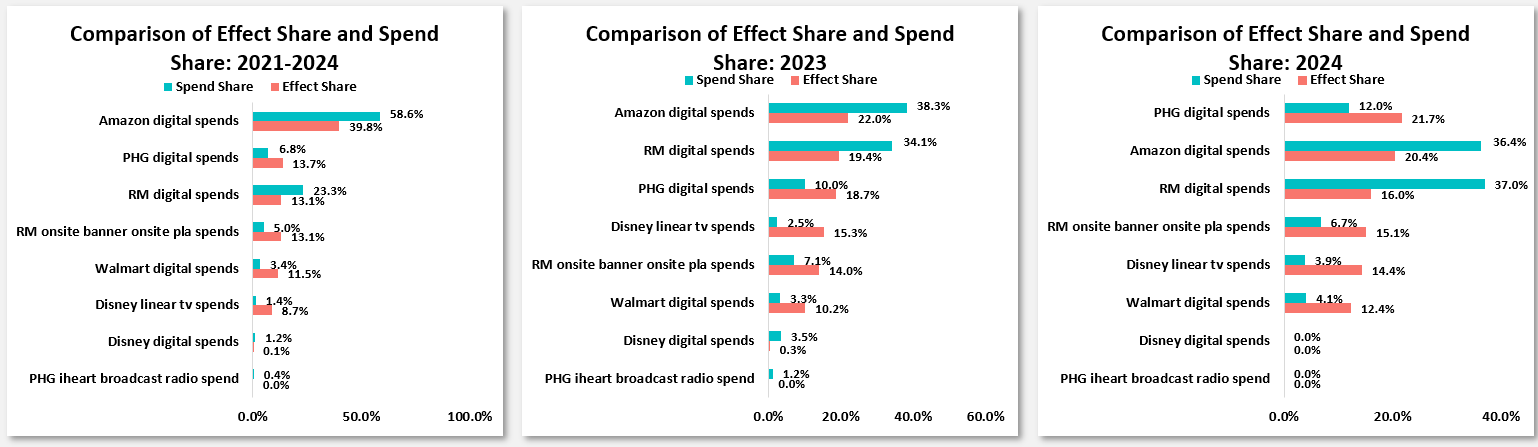 Comparison of Effect Share and Spend
Share: 2021-2024
Spend Share Effect Share
Amazon digital spends 58.6%
39.8%
PHG digital spends 6.8%
13.7%
RM digital spends 23.3%
13.1%
RM onsite banner onsite pla spends 5.0%
13.1%
Walmart digital spends 3.4%
11.5%
Disney linear tv spends 1.4%
8.7%
Disney digital spends 1.2%
0.1%
PHG iheart broadcast radio spend 0.4%
0.0%
0.0% 50.0% 100.0%
Comparison of Effect Share and Spend
Share: 2023
Spend Share Effect Share
Amazon digital spends 38.3%
22.0%
RM digital spends 34.1%
19.4%
PHG digital spends 10.0%
18.7%
Disney linear tv spends 2.5%
15.3%
RM onsite banner onsite pla spends 7.1%
14.0%
Walmart digital spends 3.3%
10.2%
Disney digital spends 3.5%
0.3%
PHG iheart broadcast radio spend 1.2%
0.0%
0.0% 20.0% 40.0% 60.0%
Comparison of Effect Share and Spend
Share: 2024
Spend Share Effect Share
PHG digital spends 12.0%
21.7%
Amazon digital spends 36.4%
20.4%
RM digital spends 37.0%
16.0%
RM onsite banner onsite pla spends 6.7%
15.1%
Disney linear tv spends 3.9%
14.4%
Walmart digital spends 4.1%
12.4%
Disney digital spends 0.0%
0.0%
PHG iheart broadcast radio spend 0.0%
0.0%
0.0% 20.0% 40.0%